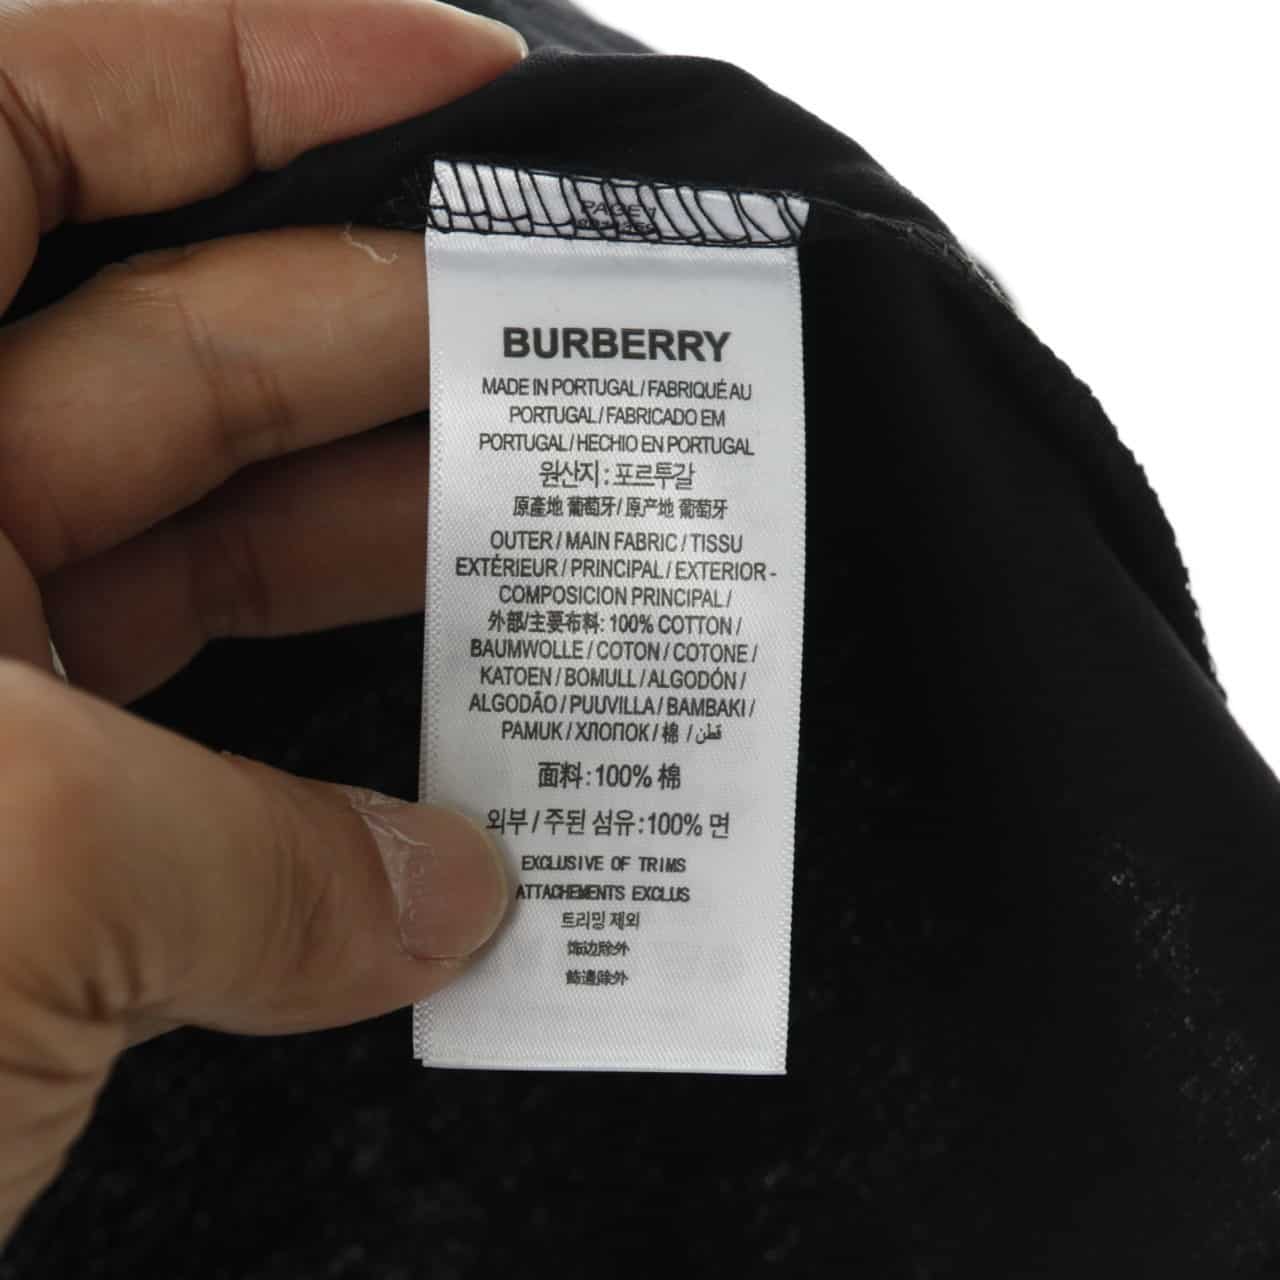 PAGE 1
BURBERRY
MADE IN PORTUGAL / FABRIQUÉ AU
PORTUGAL / FABRICADO EM
PORTUGAL / HECHIO EN PORTUGAL
원산지 : 포르투갈
原產地 葡萄牙 / 原产地 葡萄牙
OUTER / MAIN FABRIC / TISSU
EXTÉRIEUR / PRINCIPAL / EXTERIOR -
COMPOSICION PRINCIPAL /
外部/主要布料: 100% COTTON /
BAUMWOLLE / COTON / COTONE /
KATOEN / BOMULL / ALGODÓN /
ALGODÃO / PUUVILLA / BAMBAKI /
PAMUK / ХЛОПОК / 棉 / قطن
面料: 100% 棉
외부 / 주된 섬유: 100% 면
EXCLUSIVE OF TRIMS
ATTACHEMENTS EXCLUS
트리밍 제외
饰边除外
飾邊除外